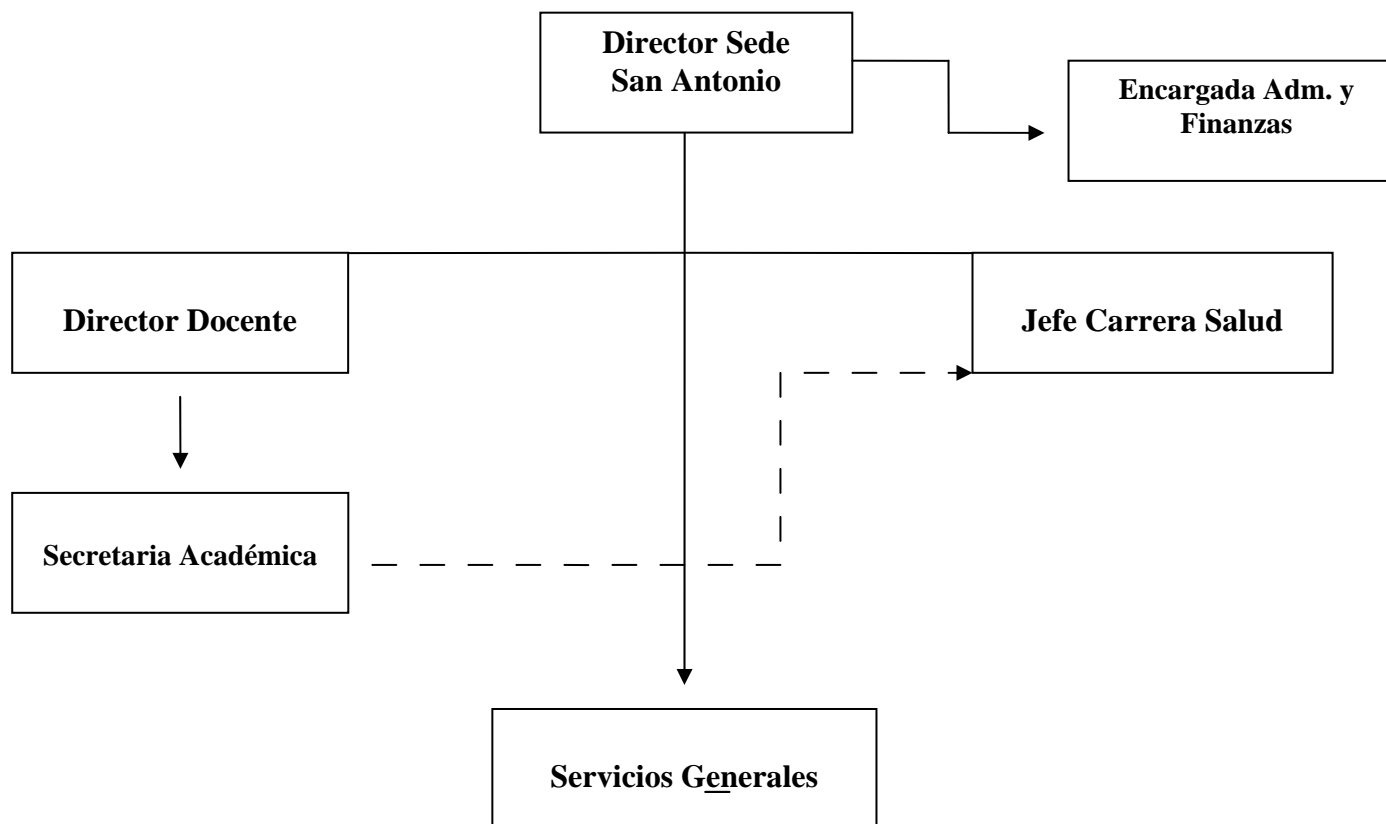 Director Sede
San Antonio
Encargada Adm. y
Finanzas
Director Docente
Jefe Carrera Salud
Secretaria Académica
Servicios Generales